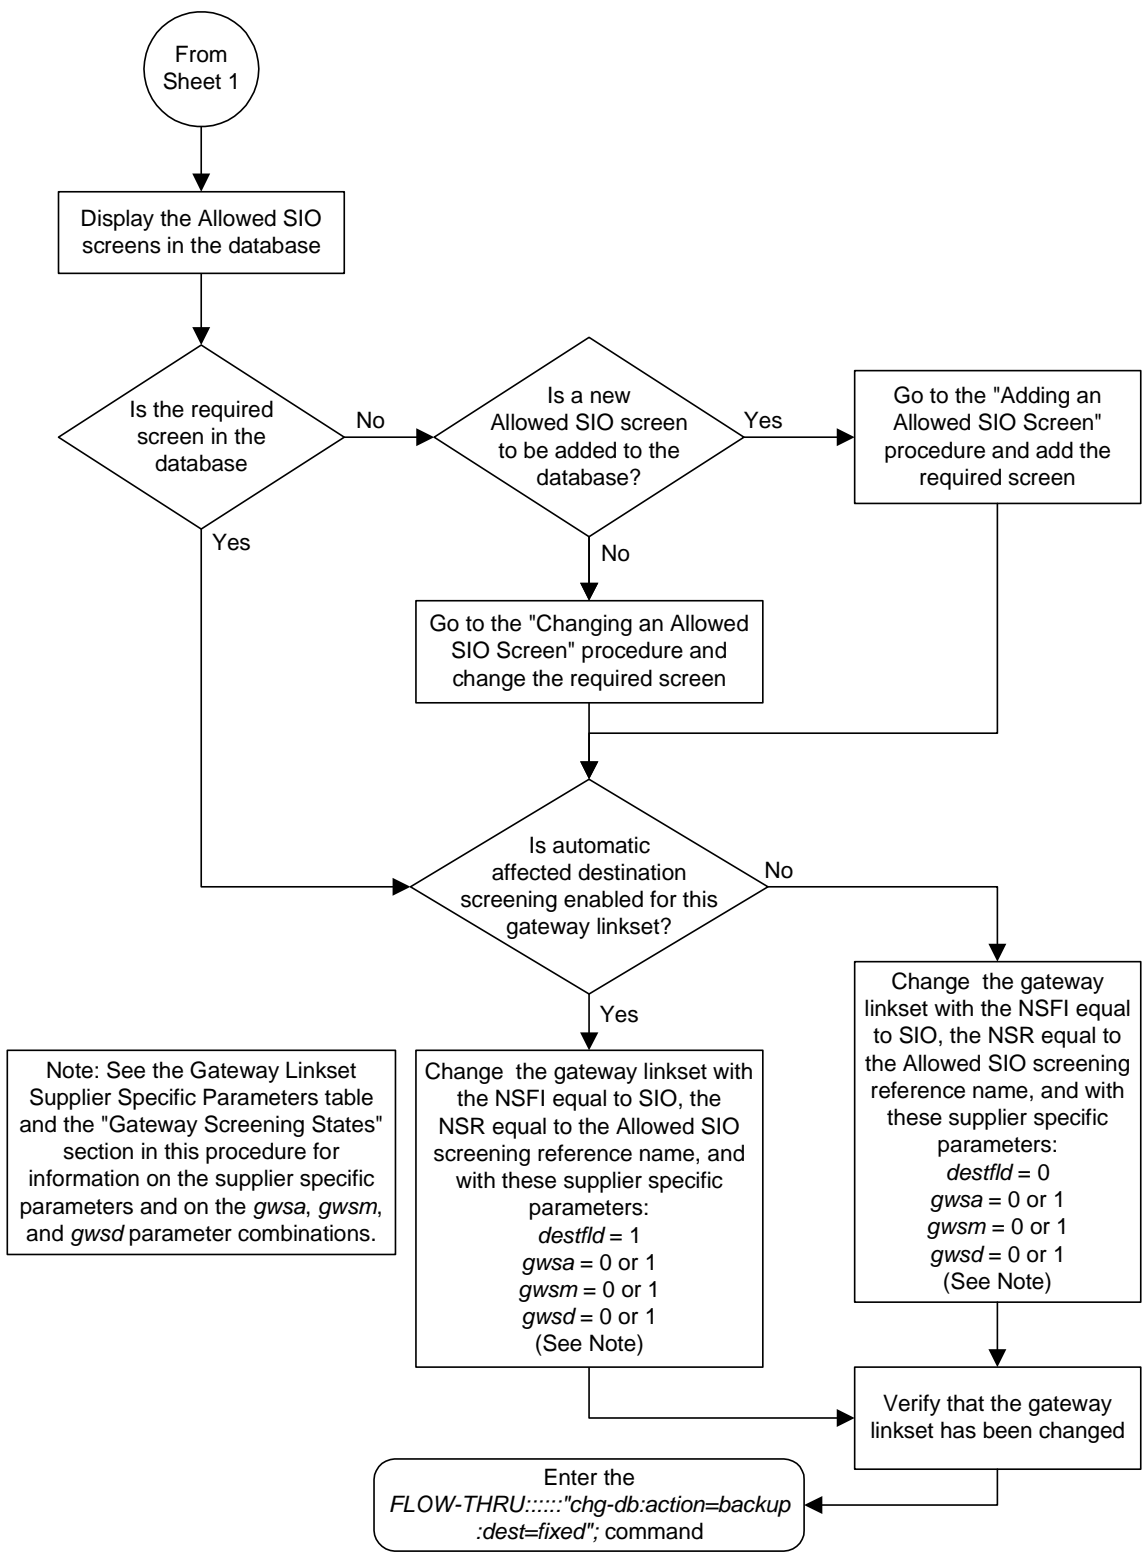 From
Sheet 1
Display the Allowed SIO
screens in the database
Is the required
screen in the
database
No
Yes
Is a new
Allowed SIO screen
to be added to the
database?
Yes
No
Go to the "Adding an
Allowed SIO Screen"
procedure and add the
required screen
Go to the "Changing an Allowed
SIO Screen" procedure and
change the required screen
Is automatic
affected destination
screening enabled for this
gateway linkset?
No
Yes
Change  the gateway
linkset with the NSFI equal
to SIO, the NSR equal to
the Allowed SIO screening
reference name, and with
these supplier specific
parameters:
destfld = 0
gwsa = 0 or 1
gwsm = 0 or 1
gwsd = 0 or 1
(See Note)
Note: See the Gateway Linkset
Supplier Specific Parameters table
and the "Gateway Screening States"
section in this procedure for
information on the supplier specific
parameters and on the gwsa, gwsm,
and gwsd parameter combinations.
Change  the gateway linkset with
the NSFI equal to SIO, the
NSR equal to the Allowed SIO
screening reference name, and
with these supplier specific
parameters:
destfld = 1
gwsa = 0 or 1
gwsm = 0 or 1
gwsd = 0 or 1
(See Note)
Verify that the gateway
linkset has been changed
Enter the
FLOW-THRU::::::"chg-db:action=backup
:dest=fixed"; command